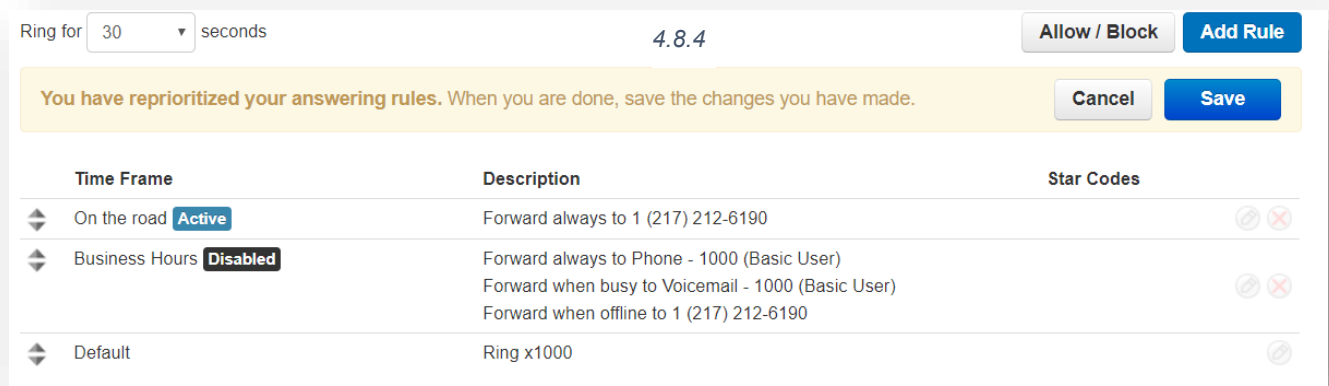 Ring for 30 seconds
4.8.4
Allow / Block
Add Rule
You have reprioritized your answering rules. When you are done, save the changes you have made.
Cancel
Save
Time Frame Description Star Codes
On the road Active Forward always to 1 (217) 212-6190
Business Hours Disabled Forward always to Phone - 1000 (Basic User)
Forward when busy to Voicemail - 1000 (Basic User)
Forward when offline to 1 (217) 212-6190
Default Ring x1000